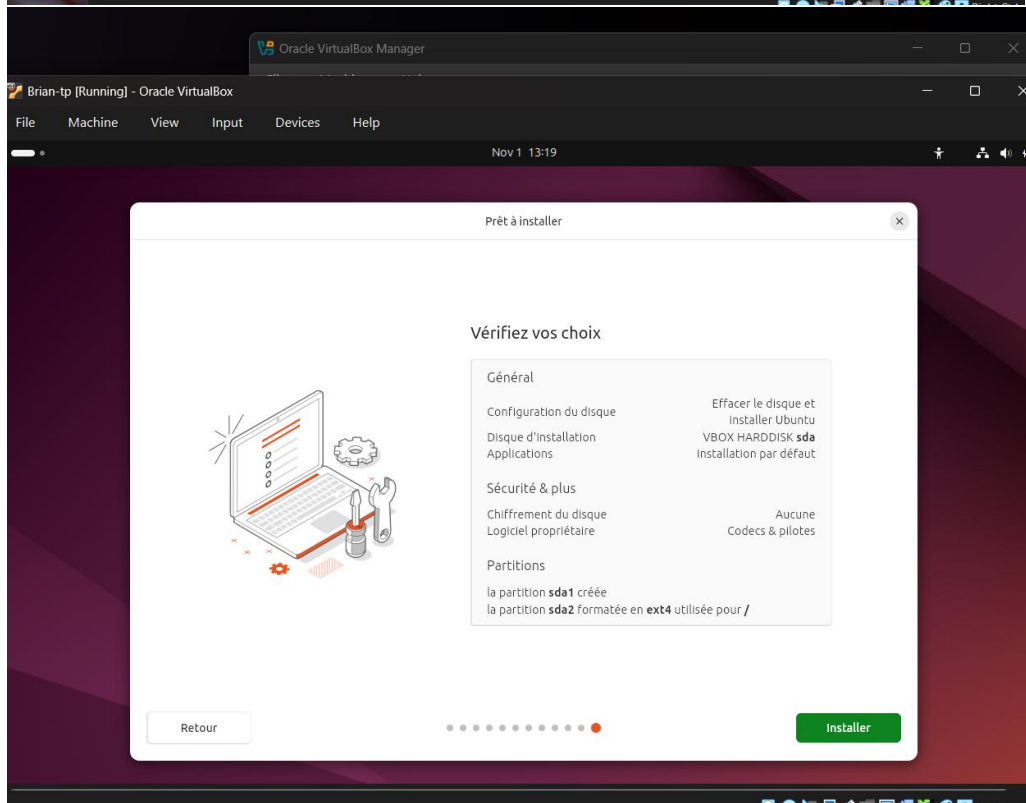 Oracle VirtualBox Manager
Brian-tp [Running] - Oracle VirtualBox
File Machine View Input Devices Help
Nov 1 13:19
Prêt à installer
Vérifiez vos choix
Général
Configuration du disque Effacer le disque et installer Ubuntu
Disque d'Installation VBOX HARDDISK sda
Applications Installation par défaut
Sécurité & plus
Chiffrement du disque Aucune
Logiciel propriétaire Codecs & pilotes
Partitions
la partition sda1 créée
la partition sda2 formatée en ext4 utilisée pour /
Retour Installer